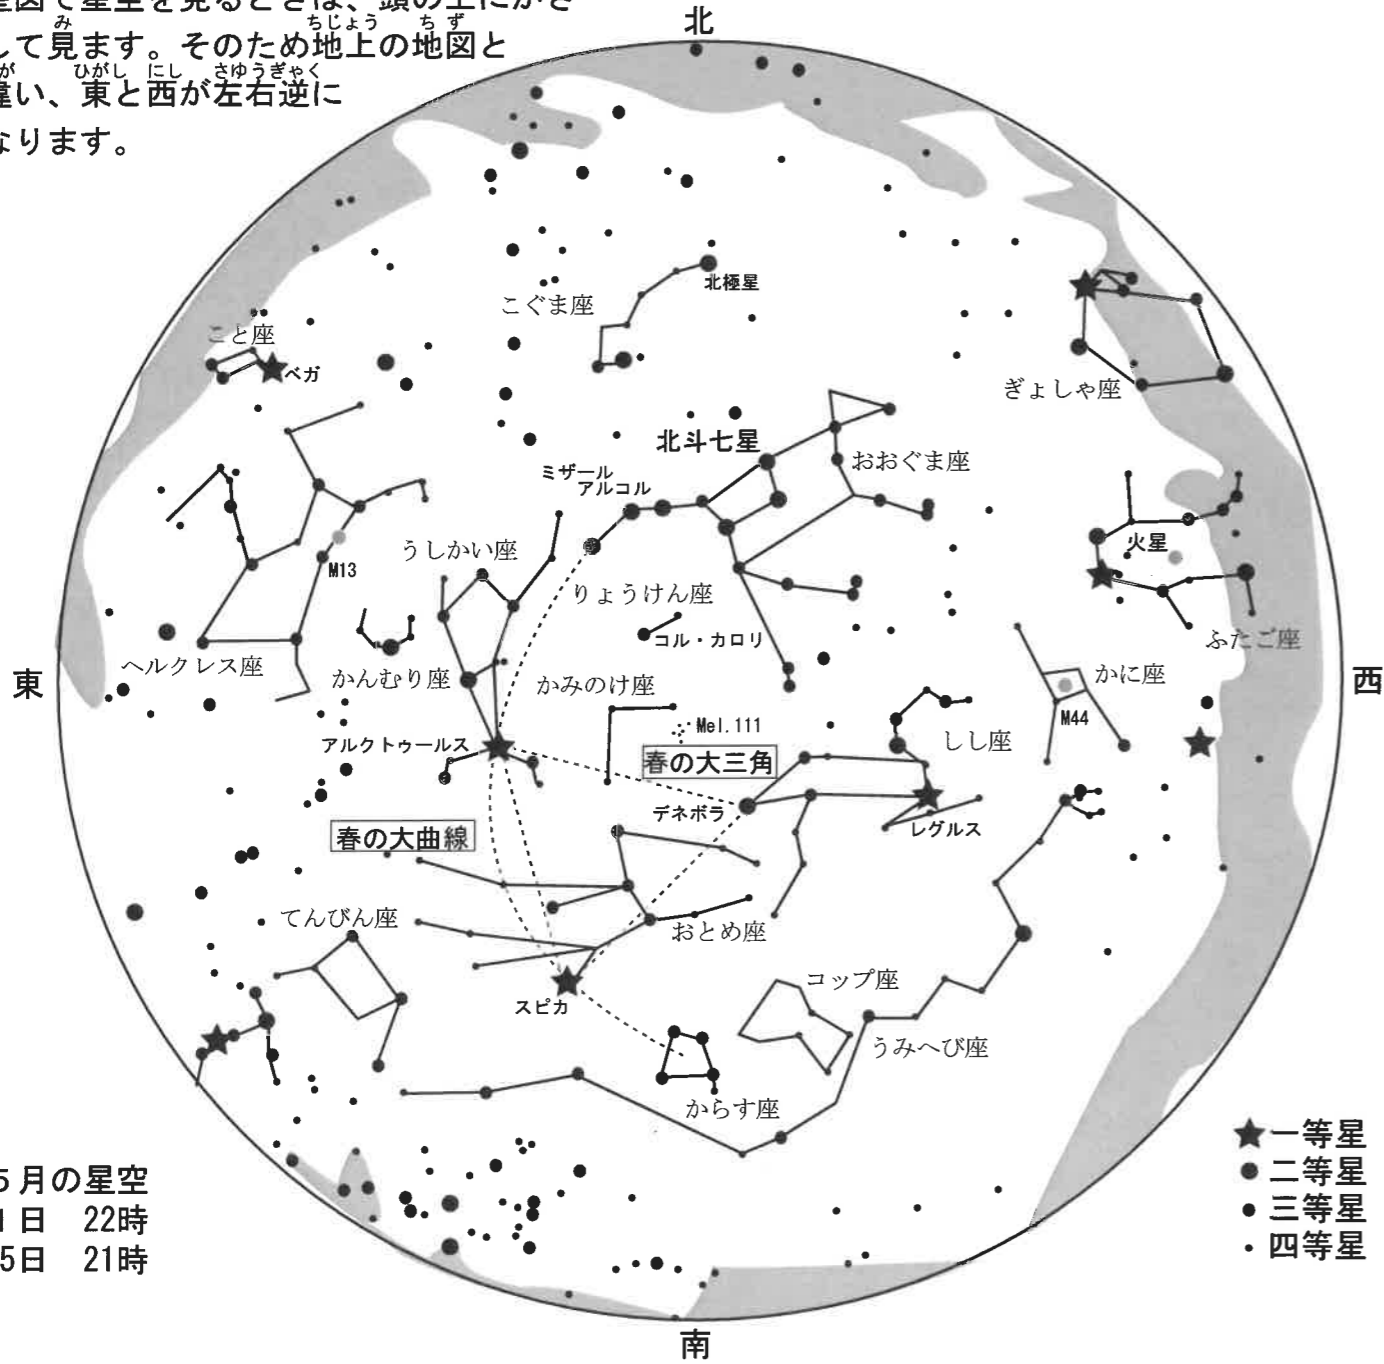 星図で星空を見るときは、頭の上にかざ
して見ます。そのため地上の地図と
違い、東と西が左右逆に
なります。
北
北極星
こぐま座
こと座
ベガ
ぎょしゃ座
北斗七星
おおぐま座
ミザール
アルコル
うしかい座
火星
M13
りょうけん座
コル・カロリ
ふたご座
ヘルクレス座
かんむり座
かみのけ座
かに座
東
西
M44
Mel.111
アルクトゥールス
しし座
春の大三角
デネボラ
レグルス
春の大曲線
てんびん座
おとめ座
コップ座
スピカ
うみへび座
からす座
一等星
二等星
三等星
四等星
5月の星空
1日 22時
5日 21時
南